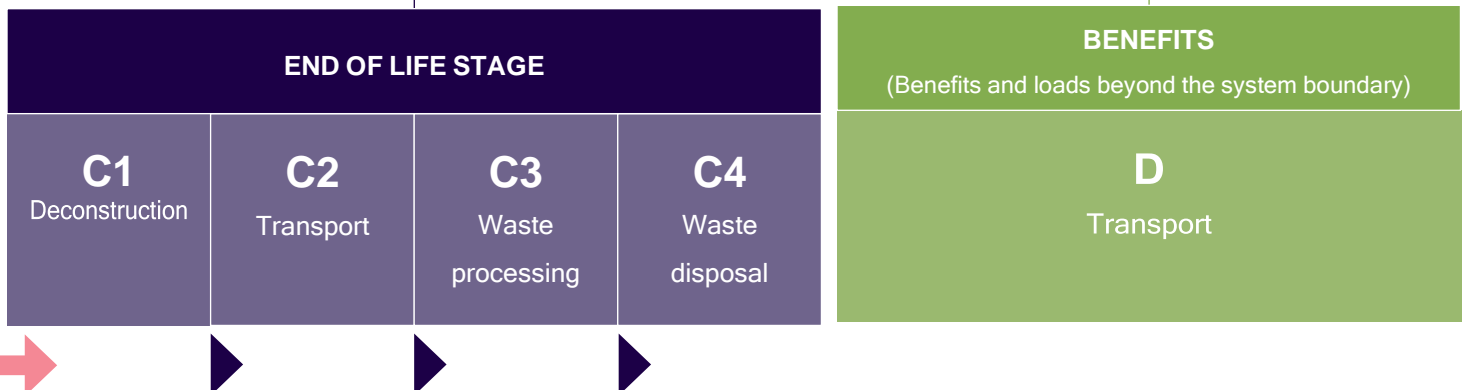 END OF LIFE STAGE
BENEFITS
(Benefits and loads beyond the system boundary)
C1
Deconstruction
C2
Transport
C3
Waste
processing
C4
Waste
disposal
D
Transport